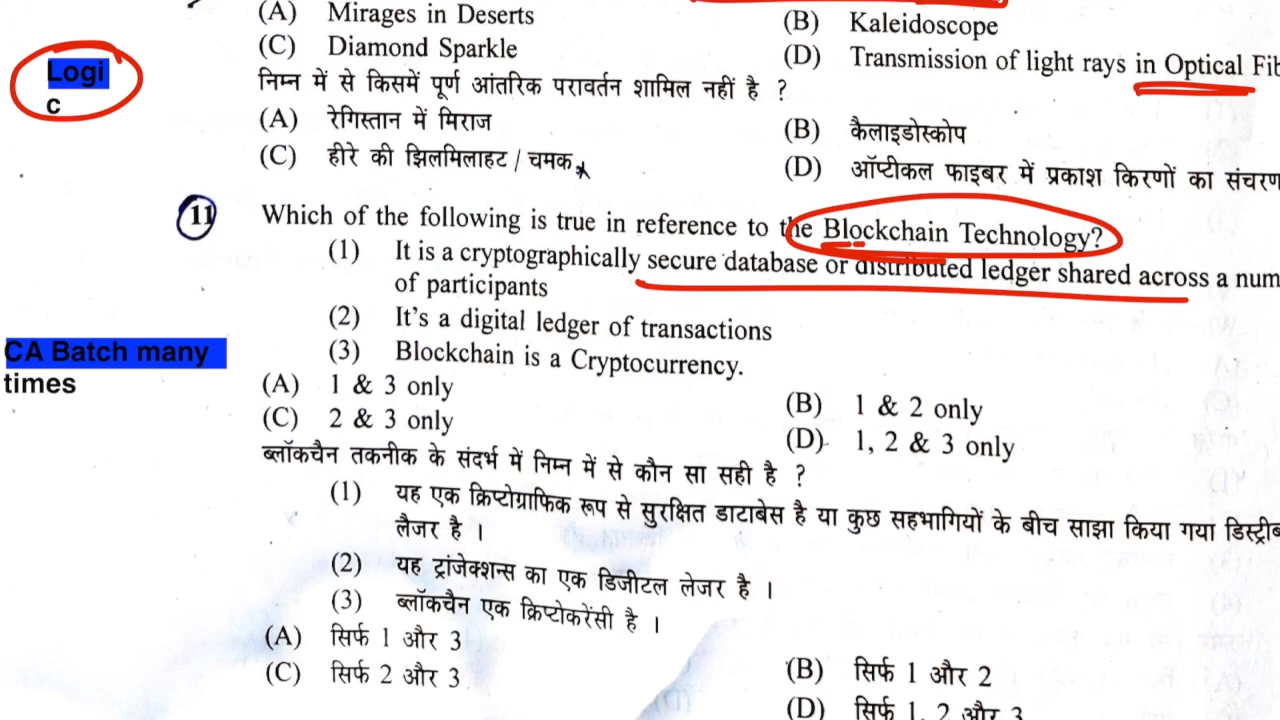 (A) Mirages in Deserts
(B) Kaleidoscope
(C) Diamond Sparkle
(D) Transmission of light rays in Optical Fib
निम्न में से किसमें पूर्ण आंतरिक परावर्तन शामिल नहीं है ?
(A) रेगिस्तान में मिराज
(B) कैलाइडोस्कोप
(C) हीरे की झिलमिलाहट / चमक
(D) ऑप्टीकल फाइबर में प्रकाश किरणों का संचरण
Logi
c
11 Which of the following is true in reference to the Blockchain Technology?
(1) It is a cryptographically secure database or distributed ledger shared across a num
of participants
(2) It's a digital ledger of transactions
(3) Blockchain is a Cryptocurrency.
(A) 1 & 3 only
(B) 1 & 2 only
(C) 2 & 3 only
(D) 1, 2 & 3 only
CA Batch many
times
ब्लॉकचैन तकनीक के संदर्भ में निम्न में से कौन सा सही है ?
(1) यह एक क्रिप्टोग्राफिक रूप से सुरक्षित डाटाबेस है या कुछ सहभागियों के बीच साझा किया गया डिस्ट्रीब
लैजर है ।
(2) यह ट्रांजेक्शन्स का एक डिजीटल लेजर है ।
(3) ब्लॉकचैन एक क्रिप्टोकरेंसी है ।
(A) सिर्फ 1 और 3
(B) सिर्फ 1 और 2
(C) सिर्फ 2 और 3
(D) सिर्फ 1, 2 और 3